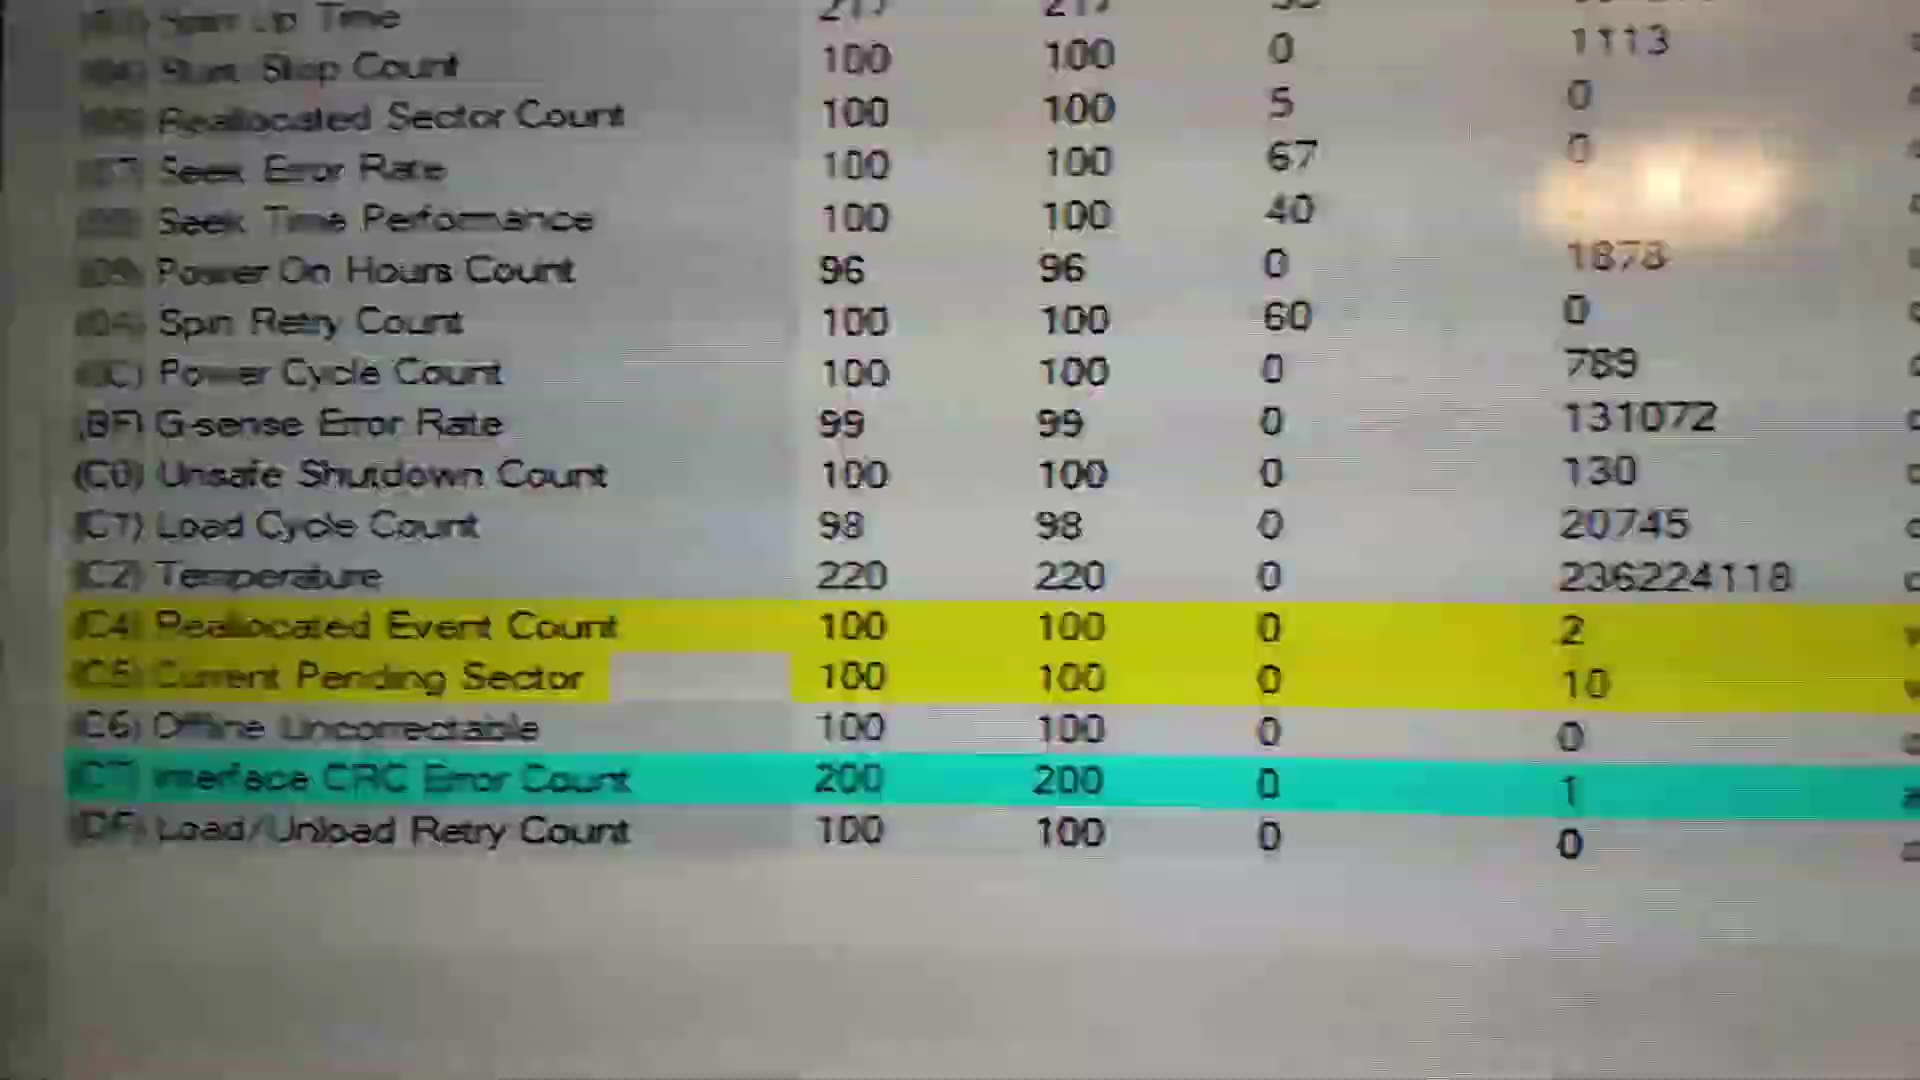 Time 217 217
Stop Count 100 100 0 1113
Reallocated Sector Count 100 100 5 0
Seek Error Rate 100 100 67 0
Seek Time Performance 100 100 40
Power On Hours Count 96 96 0 1878
Spin Retry Count 100 100 60 0
Power Cycle Count 100 100 0 789
(BF) G-sense Error Rate 99 99 0 131072
(C0) Unsafe Shutdown Count 100 100 0 130
(C1) Load Cycle Count 98 98 0 20745
(C2) Temperature 220 220 0 236224118
(C4) Reallocated Event Count 100 100 0 2
(C5) Current Pending Sector 100 100 0 10
(C6) Offline Uncorrectable 100 100 0 0
(C7) Interface CRC Error Count 200 200 0 1
(DF) Load/Unload Retry Count 100 100 0 0